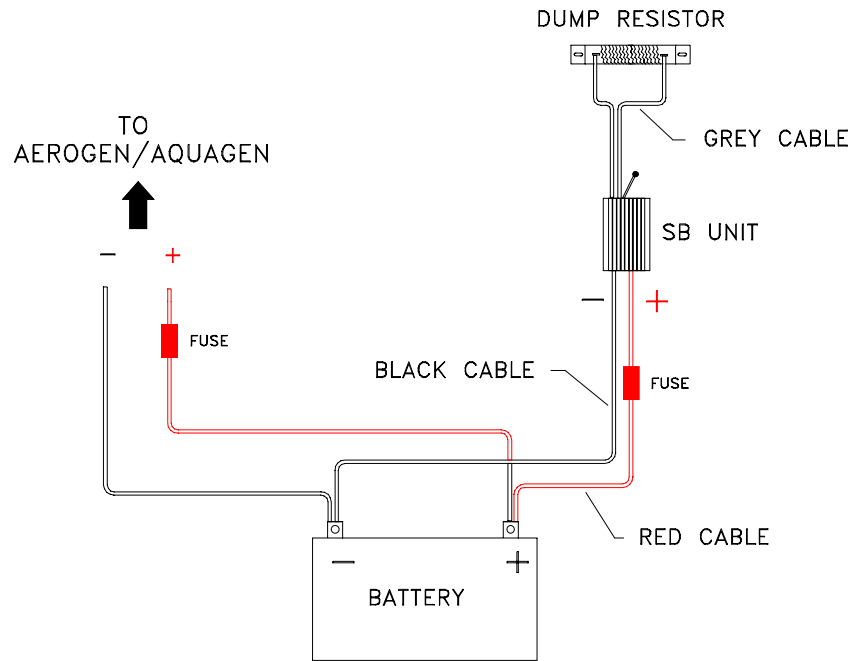 DUMP RESISTOR
TO
AEROGEN/AQUAGEN
GREY CABLE
SB UNIT
− +
− +
FUSE
BLACK CABLE
FUSE
RED CABLE
− +
BATTERY